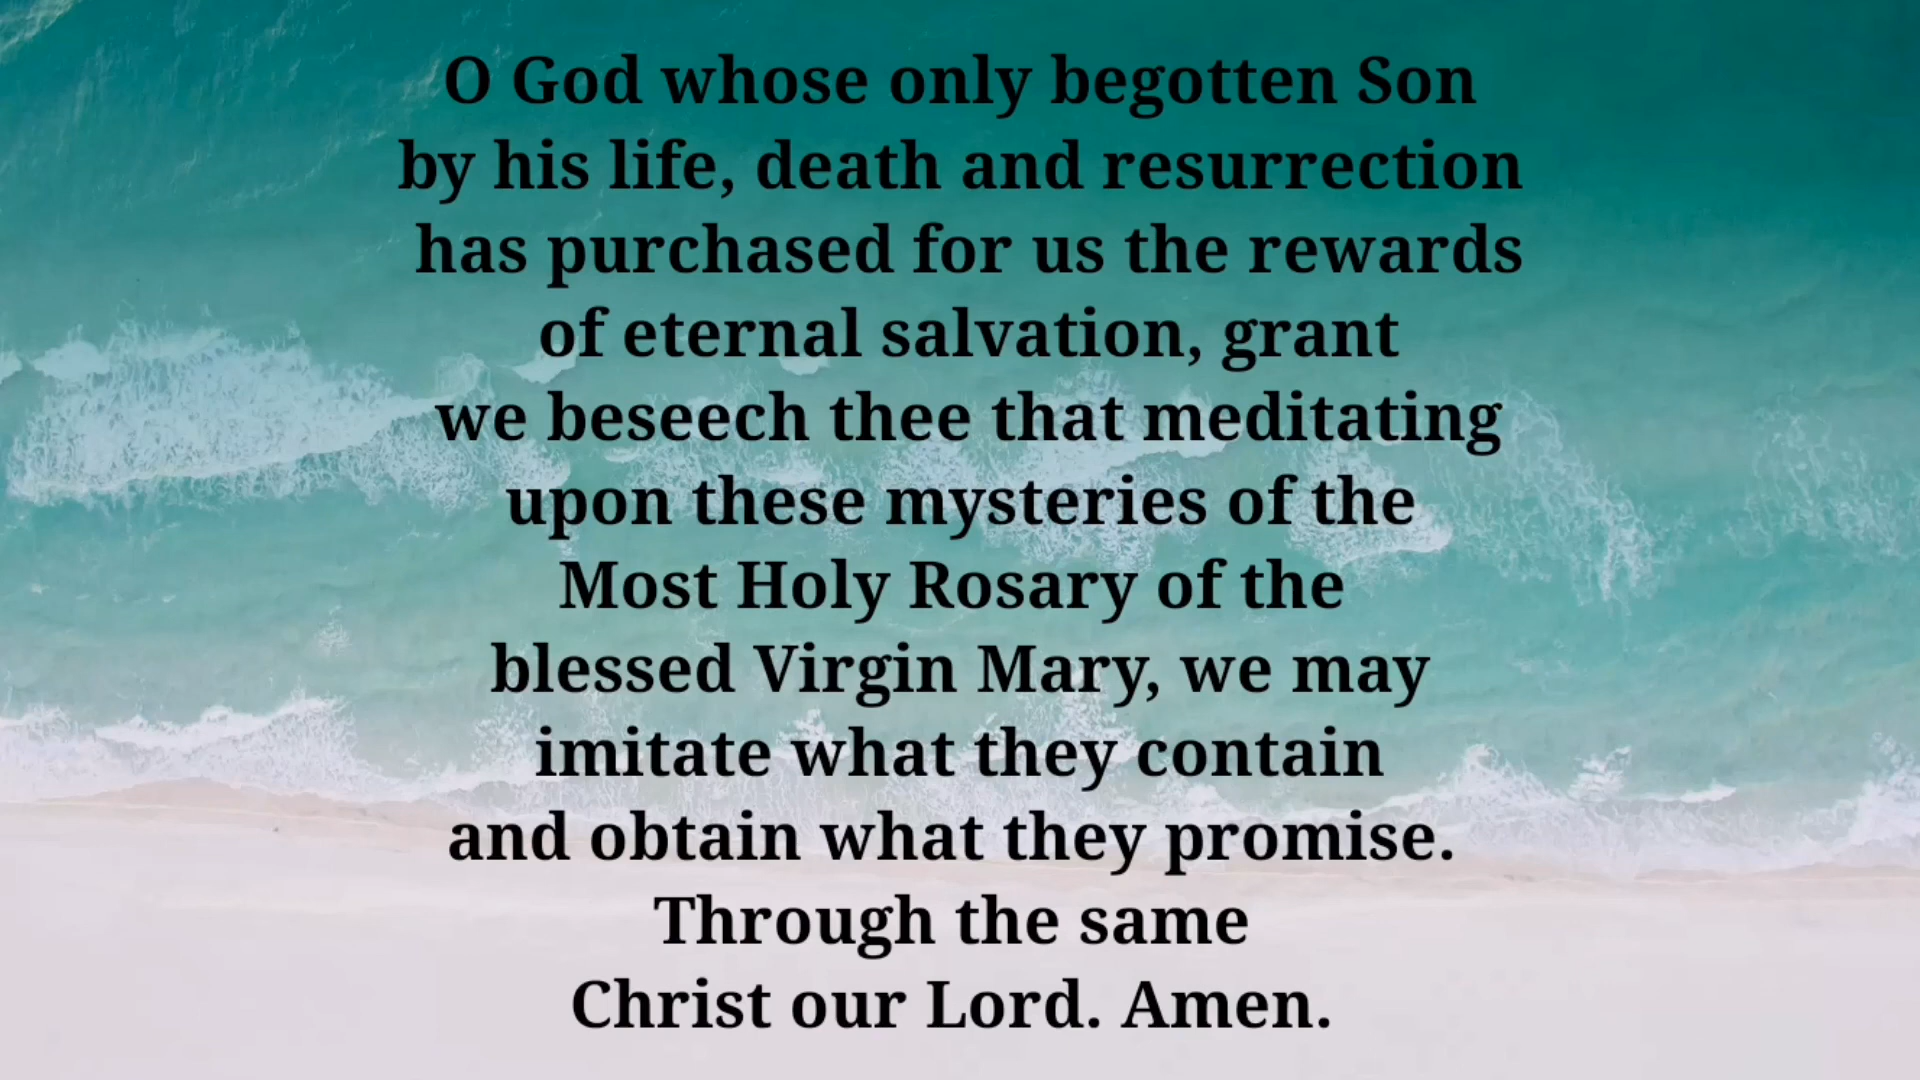 O God whose only begotten Son
by his life, death and resurrection
has purchased for us the rewards
of eternal salvation, grant
we beseech thee that meditating
upon these mysteries of the
Most Holy Rosary of the
blessed Virgin Mary, we may
imitate what they contain
and obtain what they promise.
Through the same
Christ our Lord. Amen.